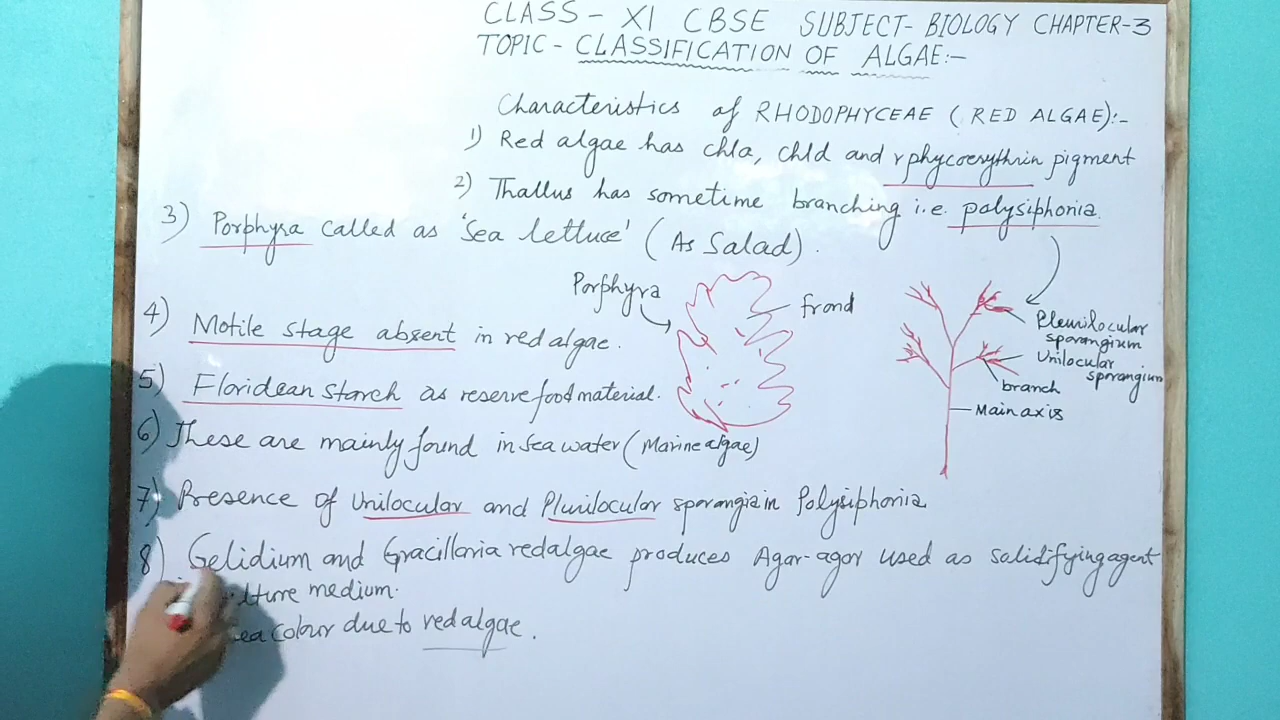 CLASS - XI CBSE SUBJECT- BIOLOGY CHAPTER-3
TOPIC - CLASSIFICATION OF ALGAE:-
Characteristics of RHODOPHYCEAE (RED ALGAE):-
1) Red algae has chla, chld and rphycoerythrin pigment
2) Thallus has sometime branching i.e. polysiphonia.
3) Porphyra called as 'Sea lettuce' (As Salad).
Porphyra
frond
4) Motile stage absent in red algae.
Pleurilocular
sporangium
Unilocular
sporangium
branch
Main axis
5) Floridean starch as reserve food material.
6) These are mainly found in sea water (Marine algae)
7) Presence of Unilocular and Plurilocular sporangia in Polysiphonia
8) Gelidium and Gracillaria redalgae produces Agar-agar used as solidifying agent
medium.
colour due to red algae.